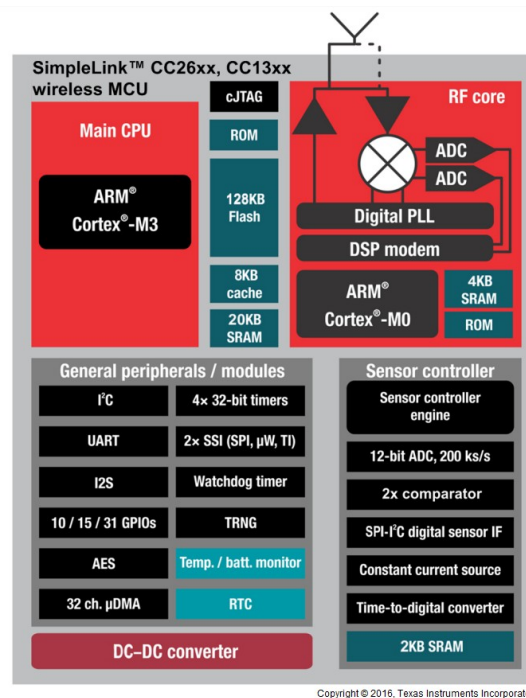 SimpleLink™ CC26xx, CC13xx
wireless MCU
cJTAG
RF core
Main CPU
ROM
ADC
ADC
ARM®
Cortex®-M3
128KB
Flash
Digital PLL
DSP modem
8KB
cache
ARM®
Cortex®-M0
4KB
SRAM
20KB
SRAM
ROM
General peripherals / modules
I²C
4× 32-bit timers
UART
2× SSI (SPI, µW, TI)
I2S
Watchdog timer
10 / 15 / 31 GPIOs
TRNG
AES
Temp. / batt. monitor
32 ch. µDMA
RTC
Sensor controller
Sensor controller
engine
12-bit ADC, 200 ks/s
2x comparator
SPI-I²C digital sensor IF
Constant current source
Time-to-digital converter
2KB SRAM
DC–DC converter
Copyright © 2016, Texas Instruments Incorporat